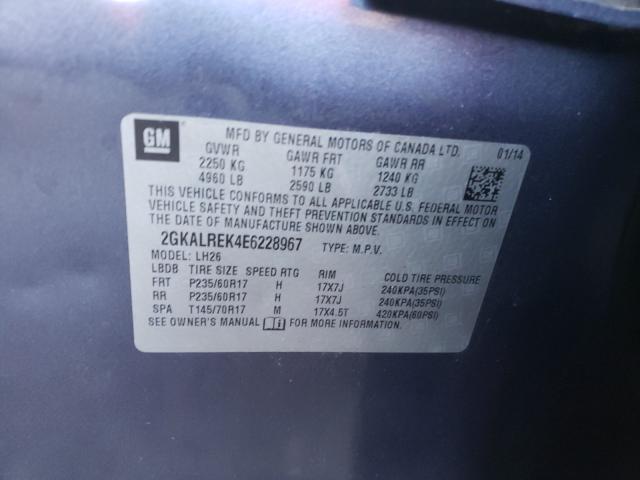 GM
MFD BY GENERAL MOTORS OF CANADA LTD. 01/14
GVWR GAWR FRT GAWR RR
2250 KG 1175 KG 1240 KG
4960 LB 2590 LB 2733 LB
THIS VEHICLE CONFORMS TO ALL APPLICABLE U.S. FEDERAL MOTOR
VEHICLE SAFETY AND THEFT PREVENTION STANDARDS IN EFFECT ON
THE DATE OF MANUFACTURE SHOWN ABOVE.
2GKALREK4E6228967 TYPE: M.P.V.
MODEL: LH26
LBDB TIRE SIZE SPEED RTG RIM COLD TIRE PRESSURE
FRT P235/60R17 H 17X7J 240KPA(35PSI)
RR P235/60R17 H 17X7J 240KPA(35PSI)
SPA T145/70R17 M 17X4.5T 420KPA(60PSI)
SEE OWNER'S MANUAL FOR MORE INFORMATION.